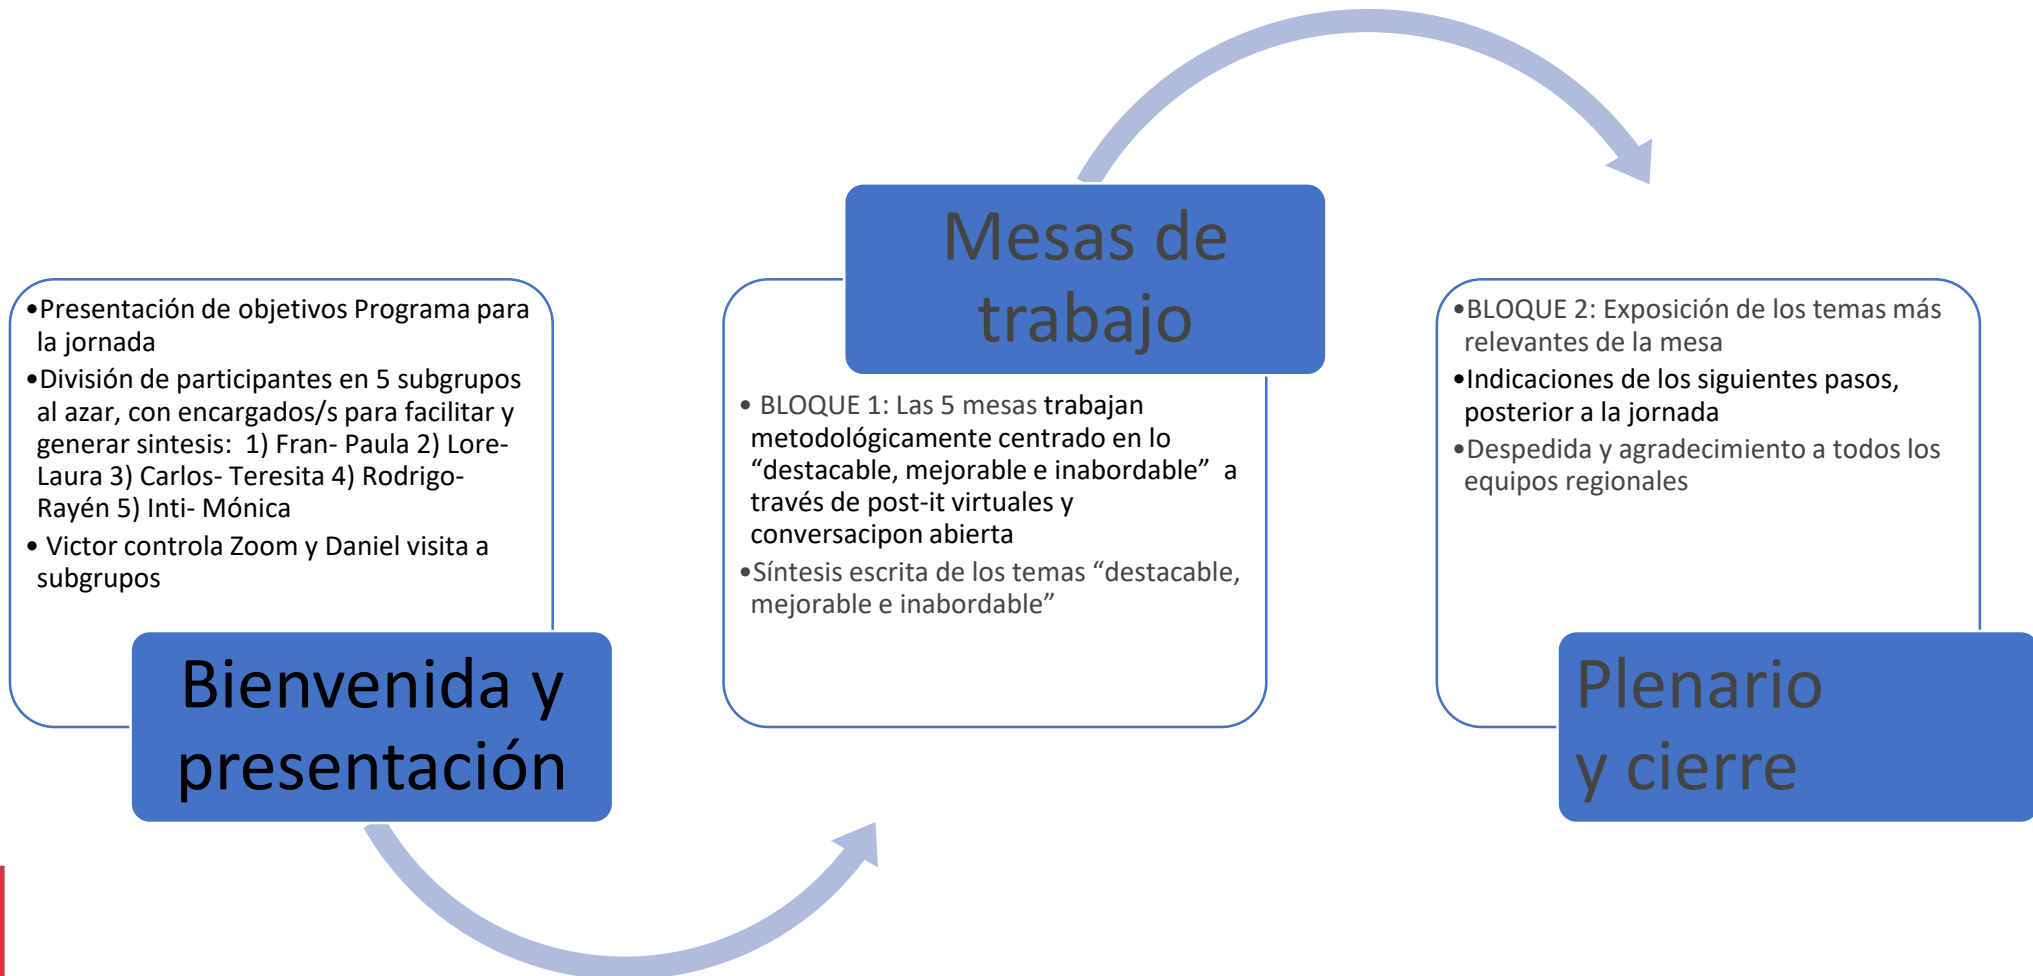 •Presentación de objetivos Programa para
la jornada
•División de participantes en 5 subgrupos
al azar, con encargados/s para facilitar y
generar sintesis:  1) Fran- Paula 2) Lore-
Laura 3) Carlos- Teresita 4) Rodrigo-
Rayén 5) Inti- Mónica
• Victor controla Zoom y Daniel visita a
subgrupos
Bienvenida y
presentación
Mesas de
trabajo
• BLOQUE 1: Las 5 mesas trabajan
metodológicamente centrado en lo
“destacable, mejorable e inabordable”  a
través de post-it virtuales y
conversacipon abierta
•Síntesis escrita de los temas “destacable,
mejorable e inabordable”
•BLOQUE 2: Exposición de los temas más
relevantes de la mesa
•Indicaciones de los siguientes pasos,
posterior a la jornada
•Despedida y agradecimiento a todos los
equipos regionales
Plenario
y cierre